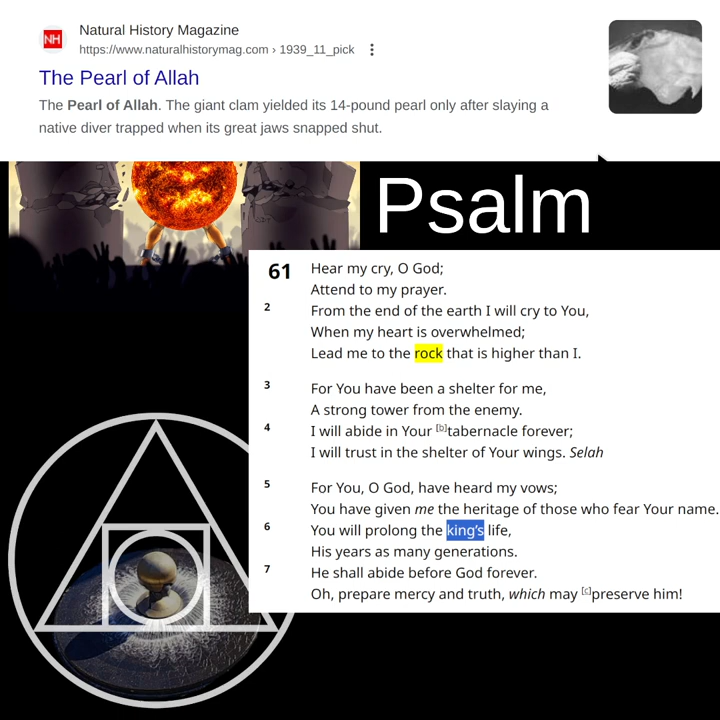 NH
Natural History Magazine
https://www.naturalhistorymag.com › 1939_11_pick
The Pearl of Allah
The Pearl of Allah. The giant clam yielded its 14-pound pearl only after slaying a
native diver trapped when its great jaws snapped shut.
Psalm
61 Hear my cry, O God;
Attend to my prayer.
2 From the end of the earth I will cry to You,
When my heart is overwhelmed;
Lead me to the rock that is higher than I.
3 For You have been a shelter for me,
A strong tower from the enemy.
4 I will abide in Your [b]tabernacle forever;
I will trust in the shelter of Your wings. Selah
5 For You, O God, have heard my vows;
You have given me the heritage of those who fear Your name.
6 You will prolong the king's life,
His years as many generations.
7 He shall abide before God forever.
Oh, prepare mercy and truth, which may [c]preserve him!